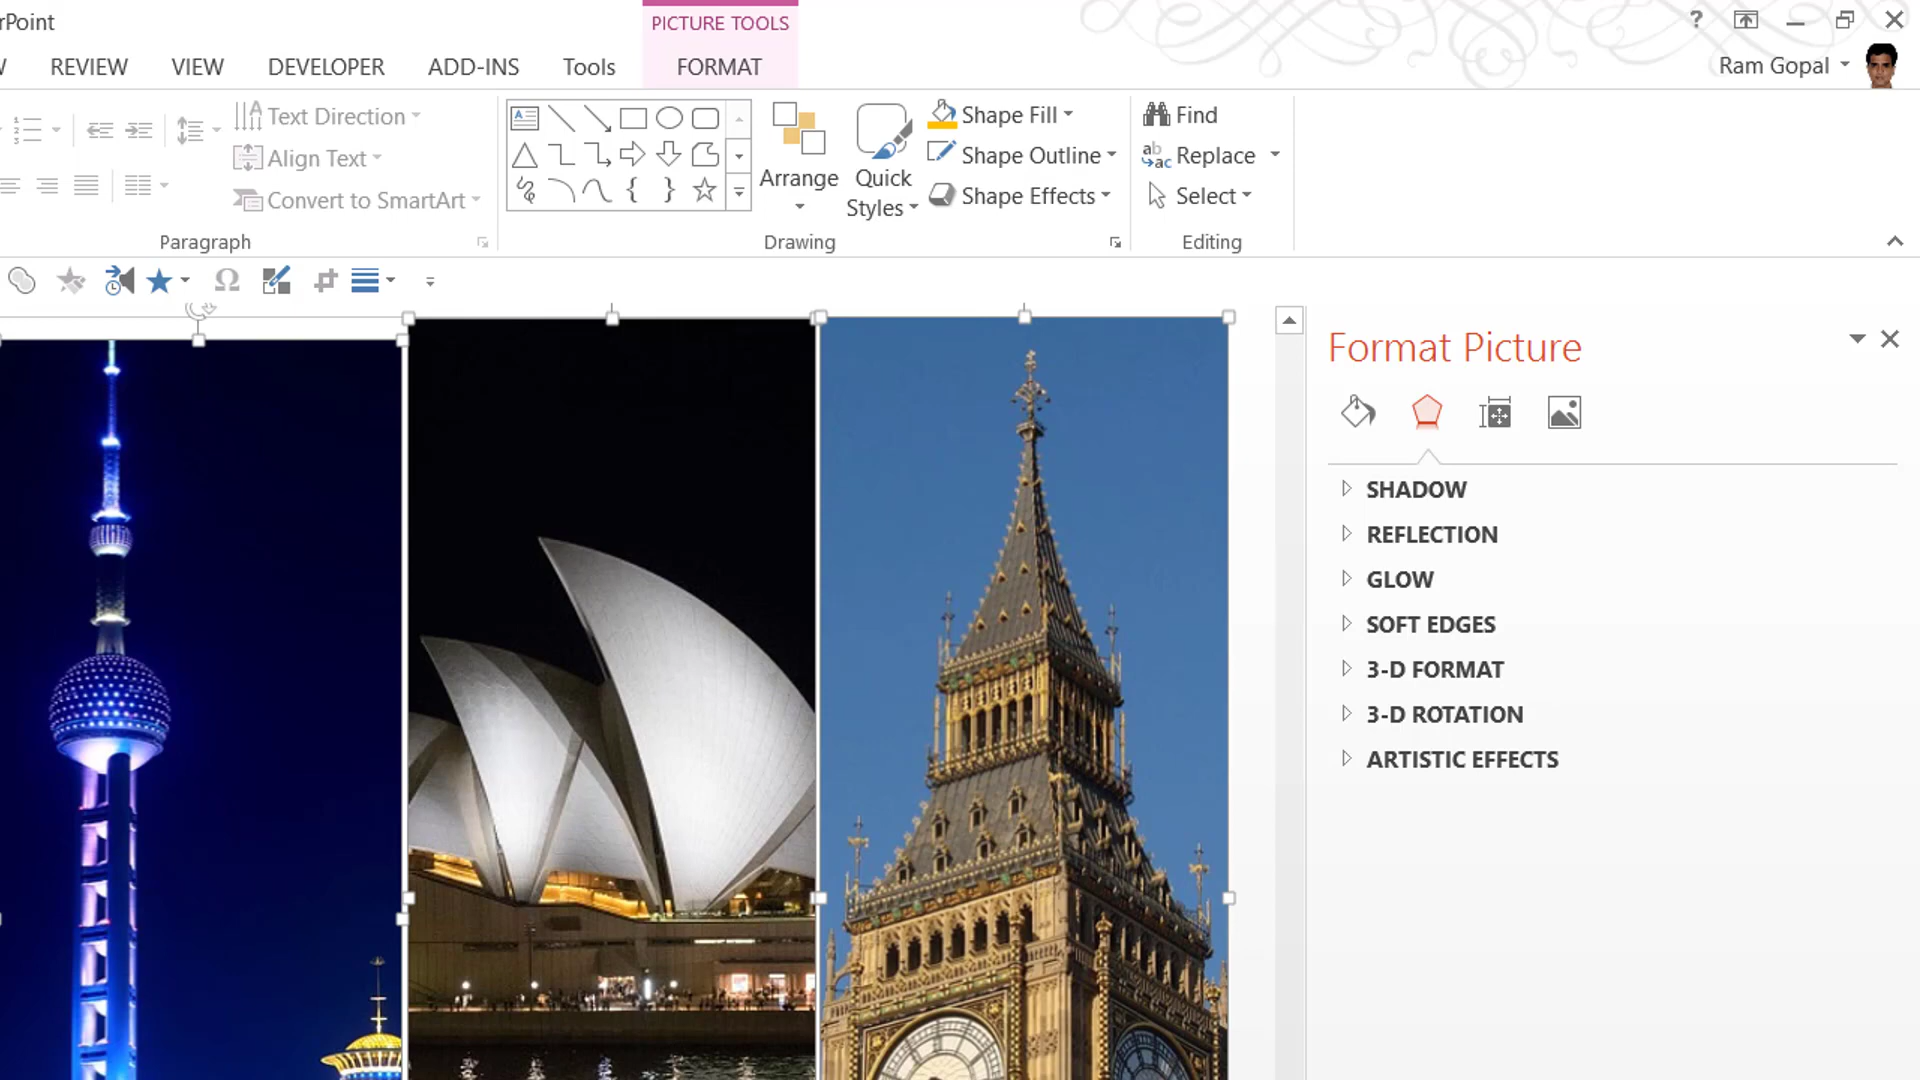 rPoint
PICTURE TOOLS
?
W REVIEW VIEW DEVELOPER ADD-INS Tools FORMAT
Ram Gopal
Text Direction
Align Text
Convert to SmartArt
Paragraph
Arrange
Quick Styles
Shape Fill
Shape Outline
Shape Effects
Drawing
Find
Replace
Select
Editing
Format Picture
SHADOW
REFLECTION
GLOW
SOFT EDGES
3-D FORMAT
3-D ROTATION
ARTISTIC EFFECTS